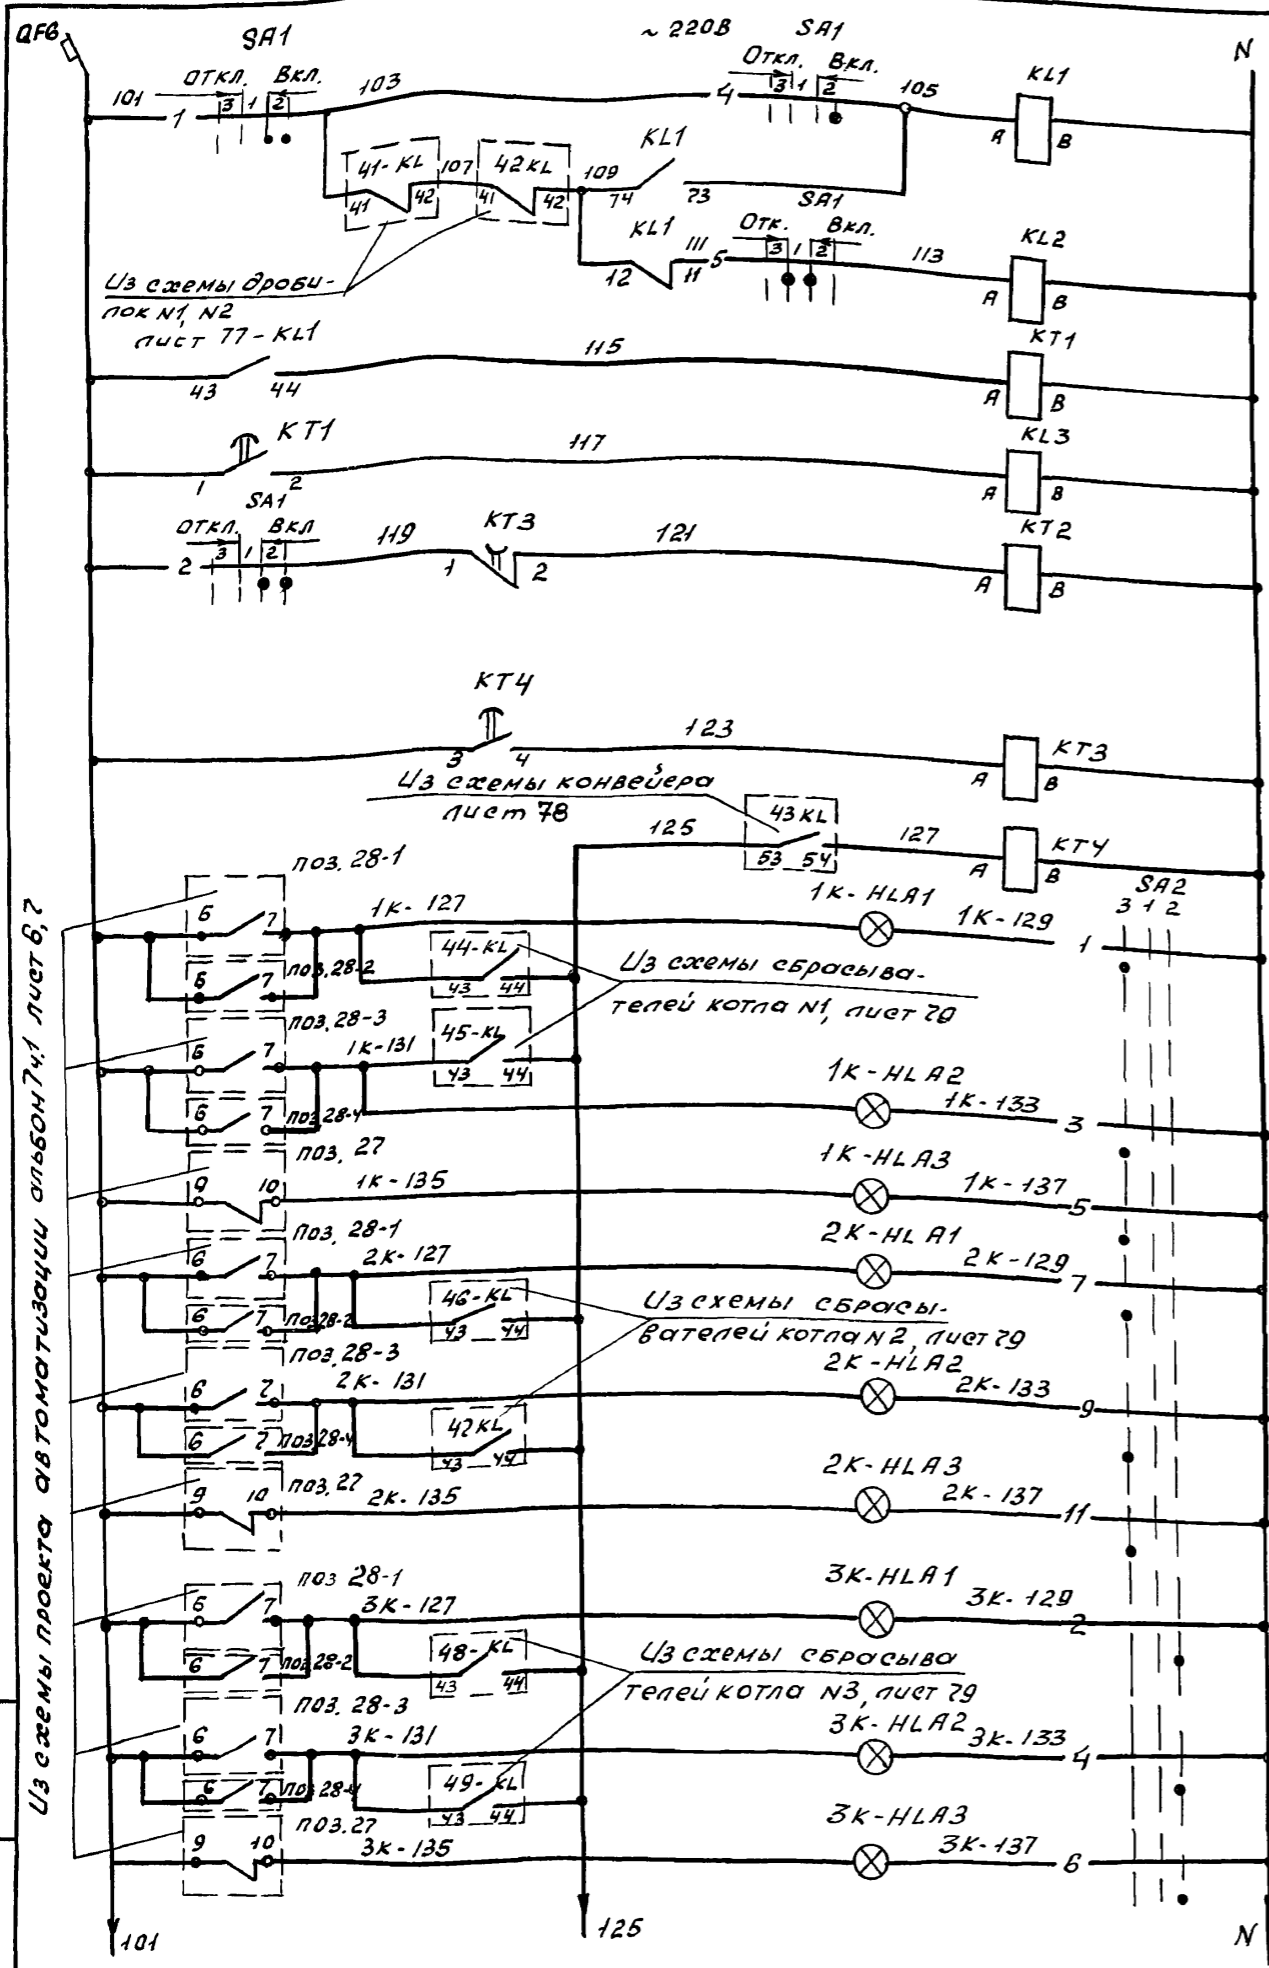 QF6
SA1
~ 220В
SA1
N
Откл. Вкл.
3 1 2
Откл. Вкл.
3 1 2
101
1
103
4
105
KL1
A B
41-KL
41 42
107
42KL
41 42
109
KL1
74 73
SA1
Отк. Вкл.
3 1 2
KL1
12 11
111
5
113
KL2
A B
Из схемы дроби-
лок N1, N2
лист 77 - KL1
43 44
115
KT1
A B
KT1
1 2
117
KL3
A B
SA1
Откл. Вкл
3 1 2
2
119
KT3
1 2
121
KT2
A B
KT4
3 4
123
KT3
A B
Из схемы конвейера
лист 78
125
43KL
53 54
127
KT4
A B
SA2
3 1 2
поз. 28-1
6 7
1К-127
1К-HLA1
1К-129
1
44-KL
43 44
6 7
поз. 28-2
Из схемы сбрасыва-
телей котла N1, лист 79
поз. 28-3
6 7
1К-131
45-KL
43 44
6 7
поз. 28-4
1К-HLA2
1К-133
3
поз. 27
9 10
1К-135
1К-HLA3
1К-137
5
поз. 28-1
6 7
2К-127
2К-HLA1
2К-129
7
46-KL
43 44
6 7
поз 28-2
Из схемы сбрасы-
вателей котла N2, лист 79
поз. 28-3
6 7
2К-131
2К-HLA2
2К-133
9
47KL
43 44
6 7
поз. 28-4
поз. 27
9 10
2К-135
2К-HLA3
2К-137
11
поз 28-1
6 7
3К-127
3К-HLA1
3К-129
2
48-KL
43 44
6 7
поз. 28-2
Из схемы сбрасыва
телей котла N3, лист 79
поз. 28-3
6 7
3К-131
3К-HLA2
3К-133
4
49-KL
43 44
6 7
поз. 28-4
поз. 27
9 10
3К-135
3К-HLA3
3К-137
6
101
125
N
Из схемы проекта автоматизации альбом 7ч.1 лист 6,7